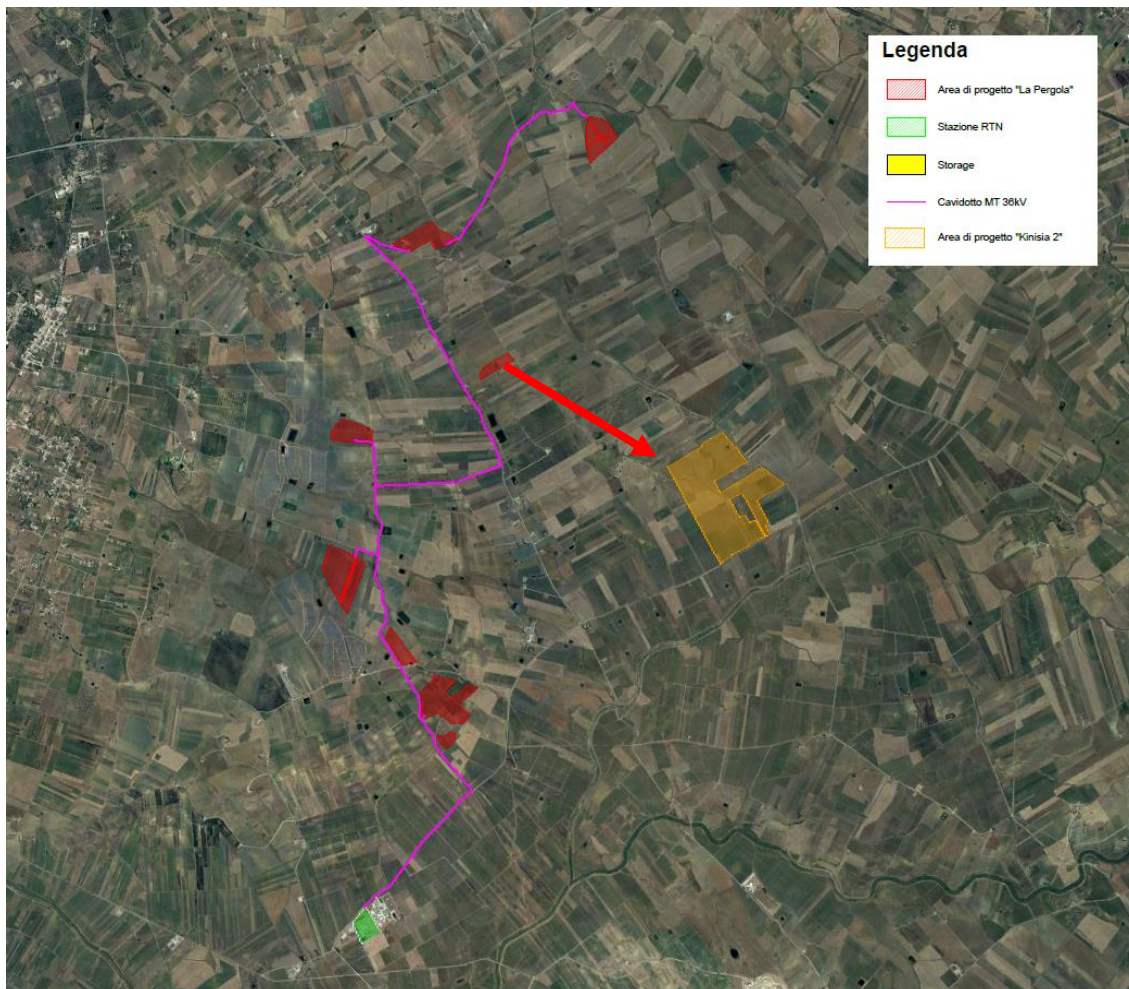 Legenda
Area di progetto "La Pergola"
Stazione RTN
Storage
Cavidotto MT 36kV
Area di progetto "Kinisia 2"